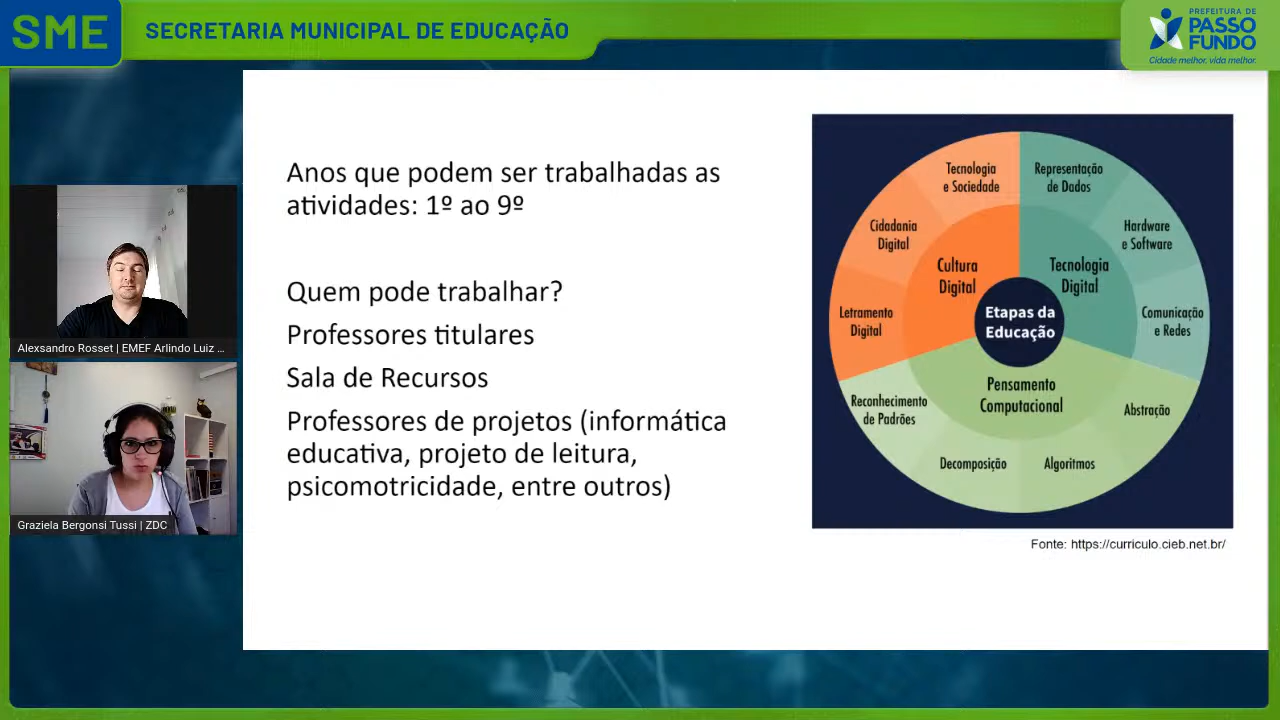 SME
SECRETARIA MUNICIPAL DE EDUCAÇÃO
PREFEITURA DE
PASSO
FUNDO
Cidade melhor, vida melhor.
Alexsandro Rosset | EMEF Arlindo Luiz ...
Graziela Bergonsi Tussi | ZDC
Anos que podem ser trabalhadas as
atividades: 1º ao 9º
Quem pode trabalhar?
Professores titulares
Sala de Recursos
Professores de projetos (informática
educativa, projeto de leitura,
psicomotricidade, entre outros)
Tecnologia
e Sociedade
Representação
de Dados
Cidadania
Digital
Hardware
e Software
Cultura
Digital
Tecnologia
Digital
Letramento
Digital
Etapas da
Educação
Comunicação
e Redes
Pensamento
Computacional
Reconhecimento
de Padrões
Abstração
Decomposição
Algoritmos
Fonte: https://curriculo.cieb.net.br/